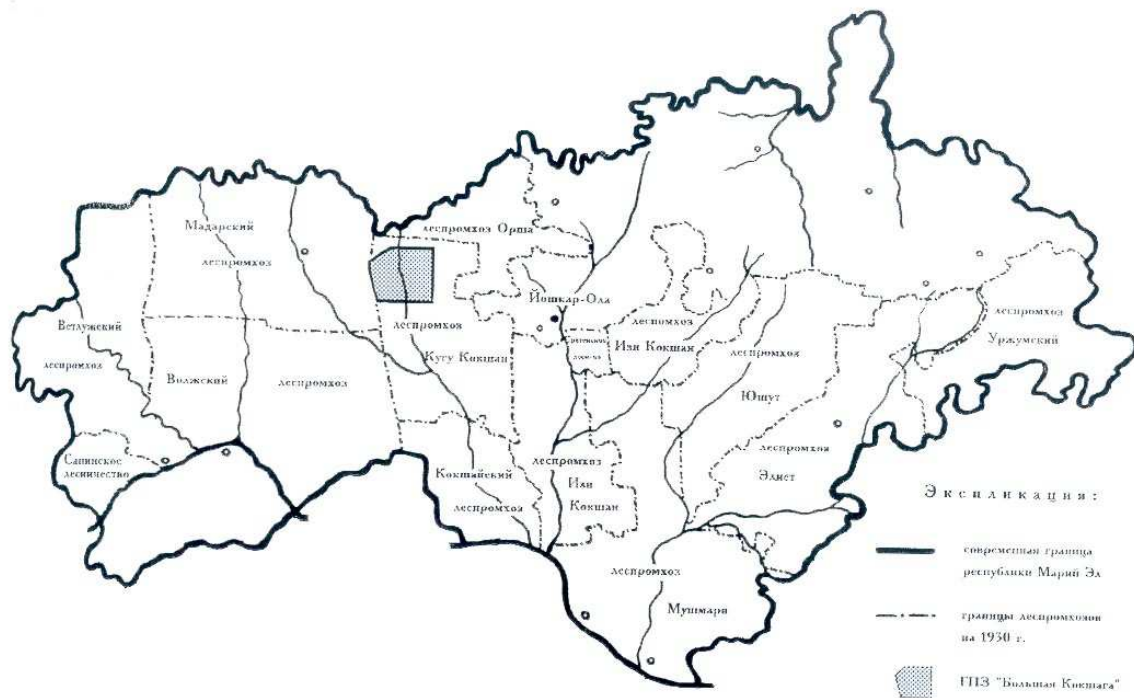 Мадарский
леспромхоз
леспромхоз Орша
Йошкар-Ола
Ветлужский
леспромхоз
Волжский
леспромхоз
леспромхоз
Кугу Кокшан
леспромхоз
Изи Кокшан
леспромхоз
Юшут
леспромхоз
Уржумский
леспромхоз
Элнет
Сапинское
лесничество
Кокшайский
леспромхоз
леспромхоз
Изи
Кокшан
леспромхоз
Мушмари
Экспликация:
современная граница
республики Марий Эл
границы леспромхозов
на 1930 г.
ГПЗ "Большая Кокшага"